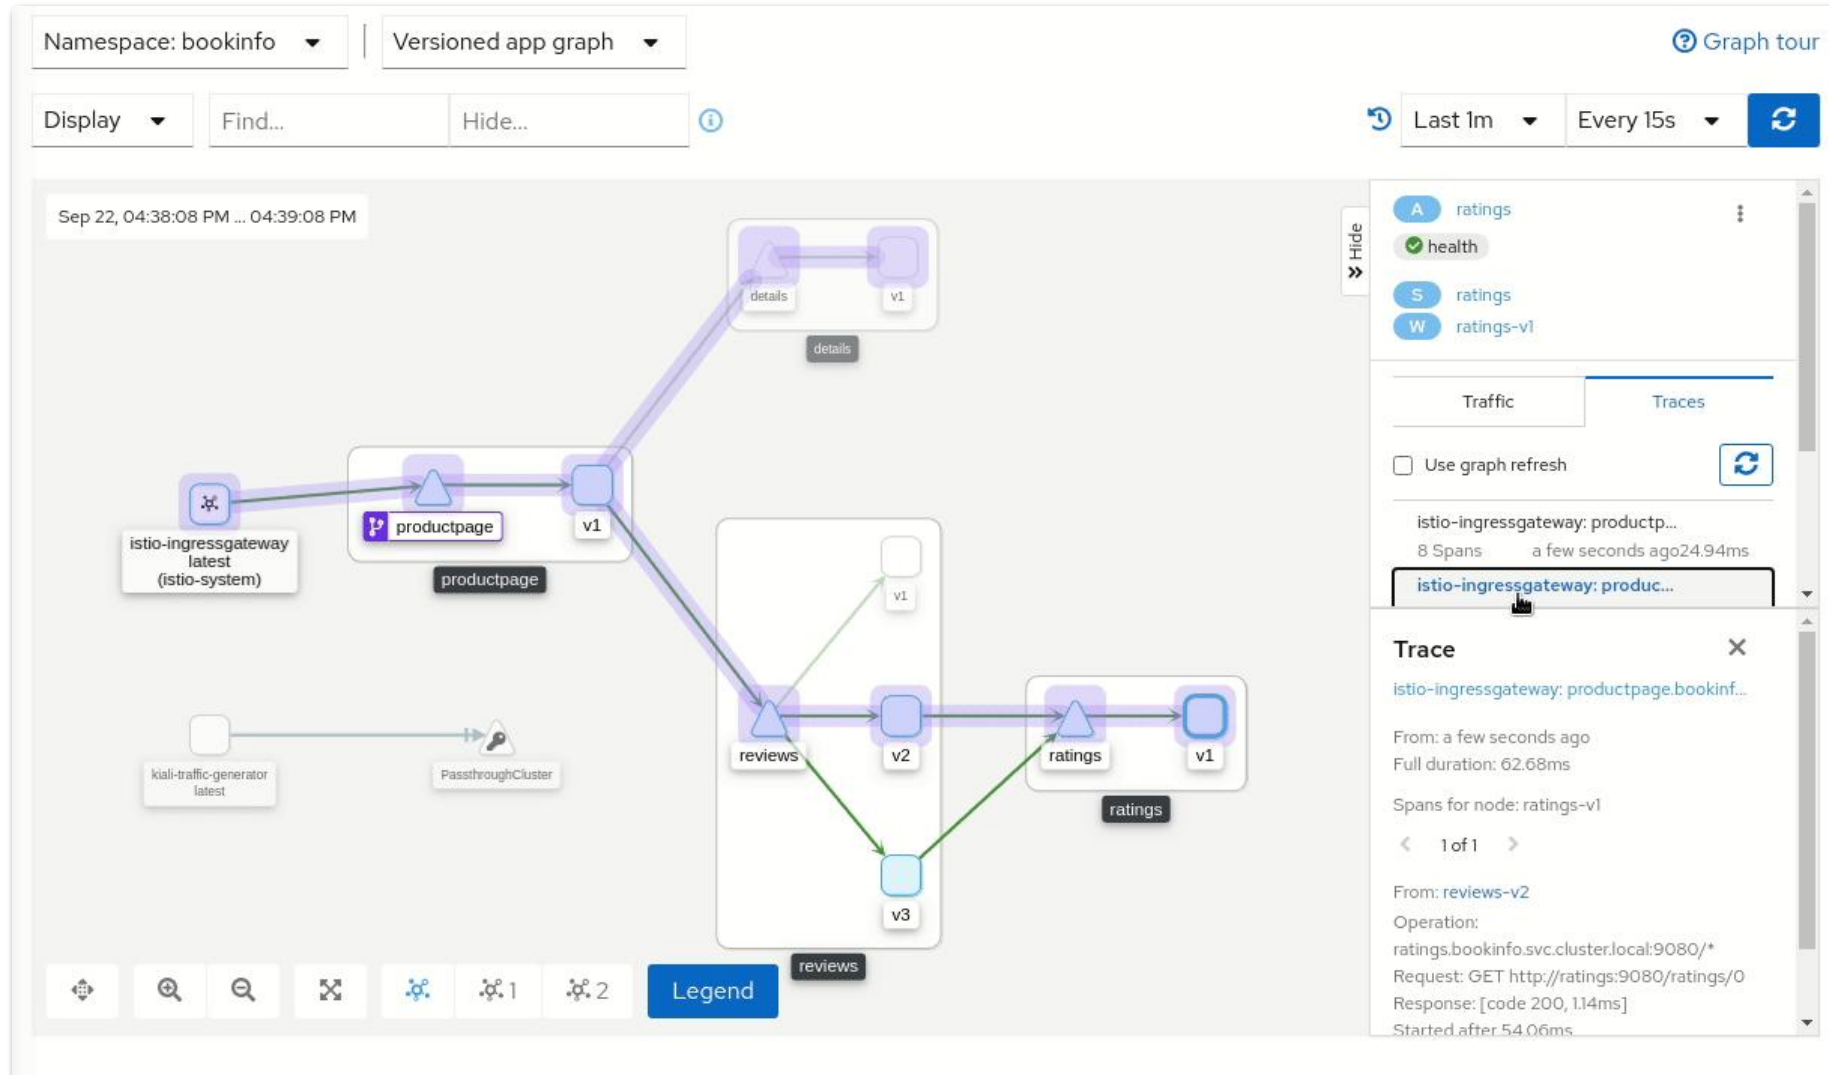 Namespace: bookinfo
Versioned app graph
Graph tour
Display
Find...
Hide...
Last 1m
Every 15s
Sep 22, 04:38:08 PM ... 04:39:08 PM
details
v1
details
productpage
v1
productpage
istio-ingressgateway
latest
(istio-system)
v1
reviews
v2
ratings
v1
ratings
kiali-traffic-generator
latest
PassthroughCluster
v3
reviews
1
2
Legend
Hide
A ratings
health
S ratings
W ratings-v1
Traffic
Traces
Use graph refresh
istio-ingressgateway: productp...
8 Spans a few seconds ago24.94ms
istio-ingressgateway: produc...
Trace
istio-ingressgateway: productpage.bookinf...
From: a few seconds ago
Full duration: 62.68ms
Spans for node: ratings-v1
1 of 1
From: reviews-v2
Operation:
ratings.bookinfo.svc.cluster.local:9080/*
Request: GET http://ratings:9080/ratings/0
Response: [code 200, 1.14ms]
Started after 54.06ms